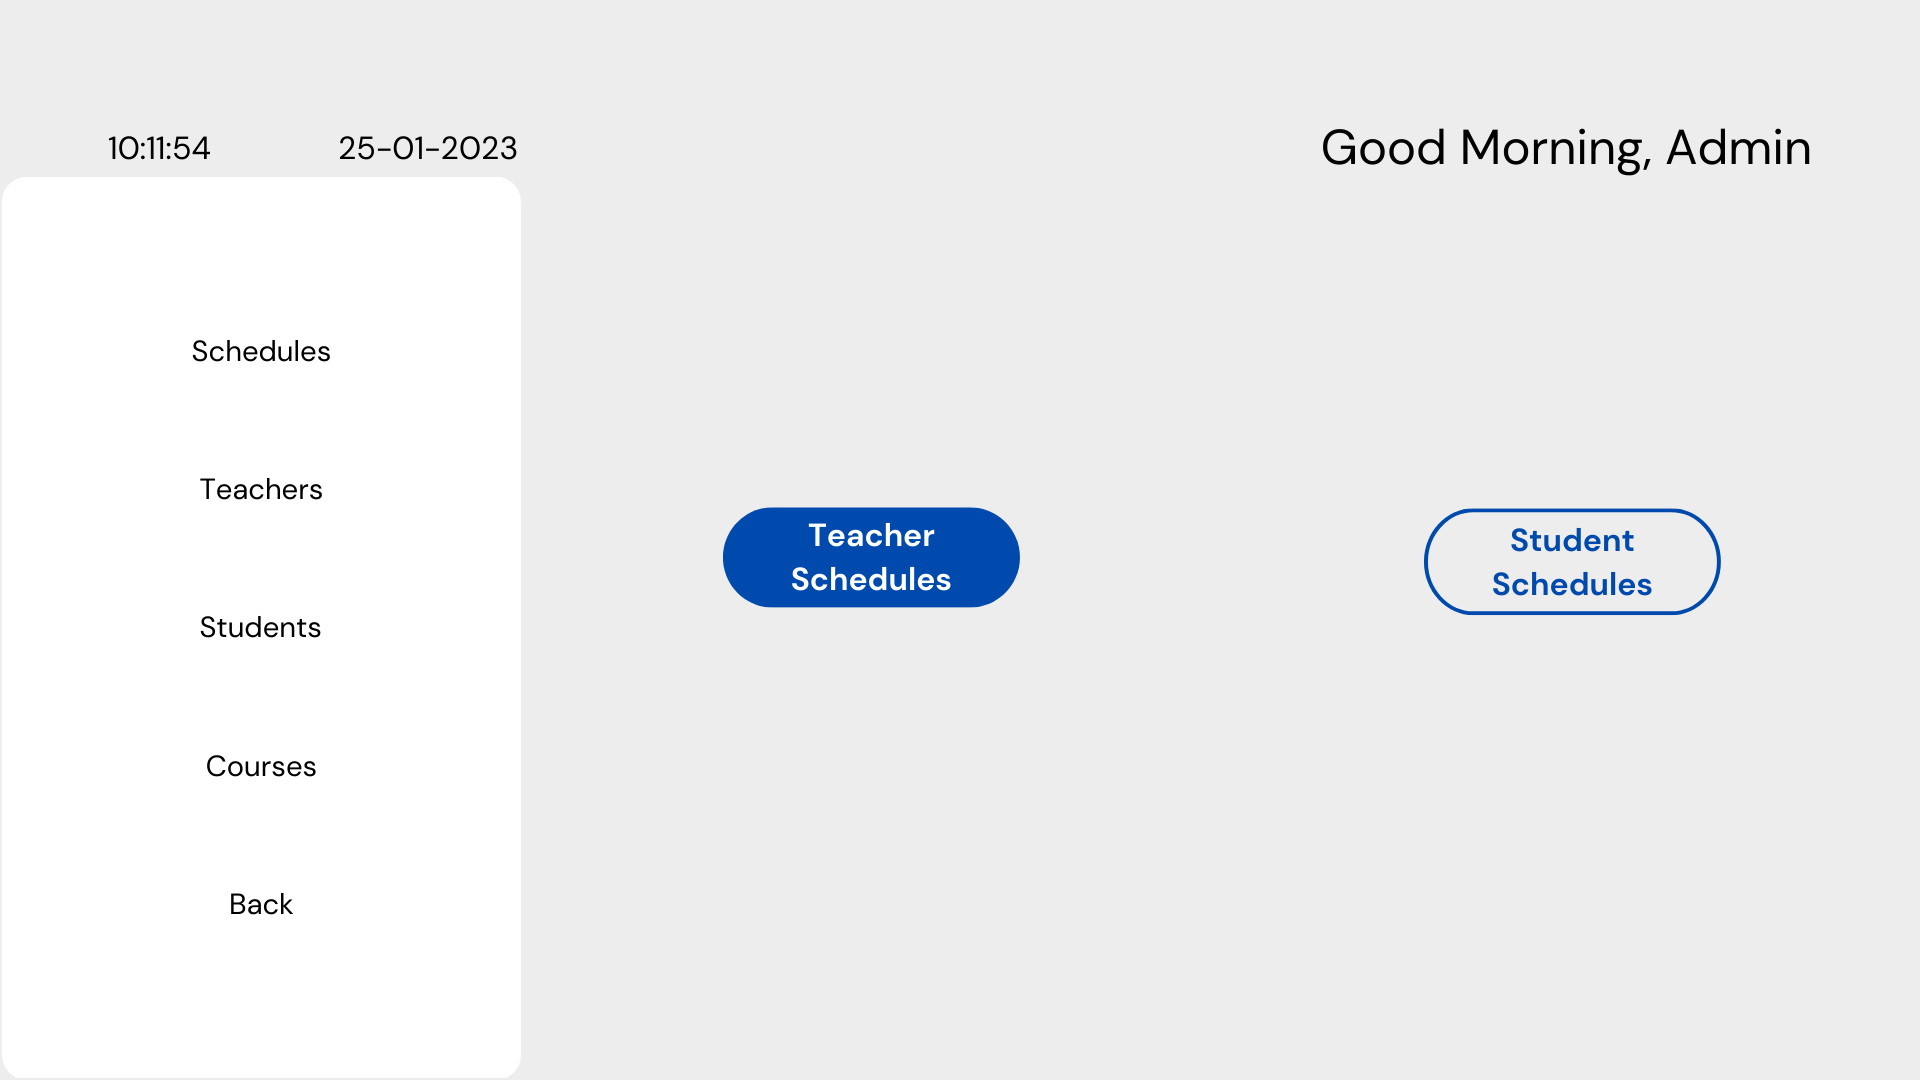 10:11:54
25-01-2023
Good Morning, Admin
Schedules
Teachers
Students
Courses
Back
Teacher
Schedules
Student
Schedules